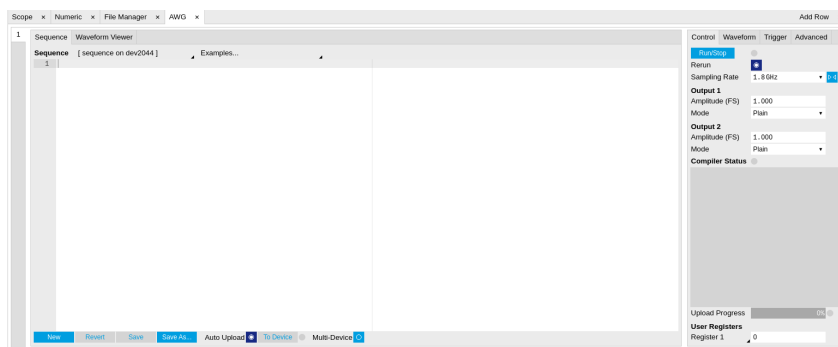 Scope × Numeric × File Manager × AWG × Add Row
1 Sequence Waveform Viewer
Control Waveform Trigger Advanced
Sequence [ sequence on dev2044 ] Examples...
1
Run/Stop
Rerun
Sampling Rate 1.8 GHz
Output 1
Amplitude (FS) 1.000
Mode Plain
Output 2
Amplitude (FS) 1.000
Mode Plain
Compiler Status
Upload Progress 0%
User Registers
Register 1 0
New Revert Save Save As... Auto Upload To Device Multi-Device